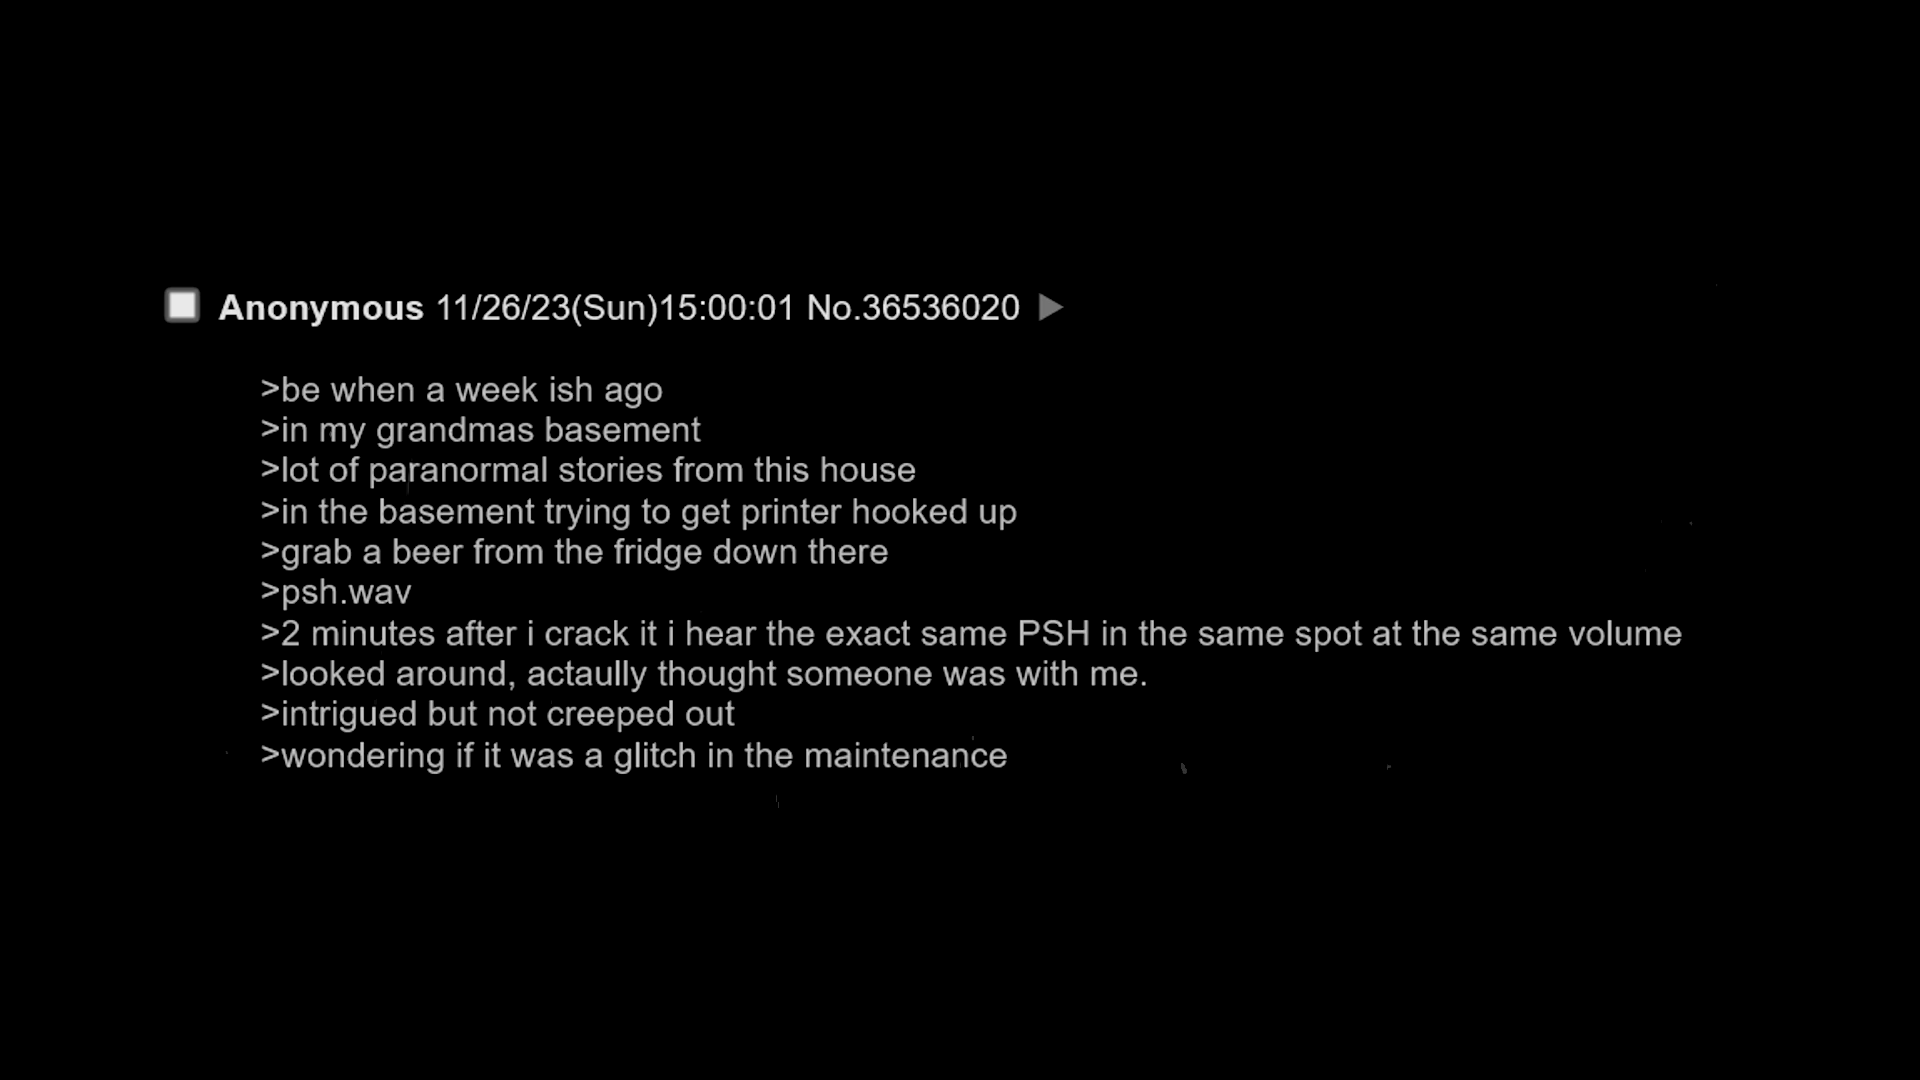 Anonymous 11/26/23(Sun)15:00:01 No.36536020
>be when a week ish ago
>in my grandmas basement
>lot of paranormal stories from this house
>in the basement trying to get printer hooked up
>grab a beer from the fridge down there
>psh.wav
>2 minutes after i crack it i hear the exact same PSH in the same spot at the same volume
>looked around, actaully thought someone was with me.
>intrigued but not creeped out
>wondering if it was a glitch in the maintenance